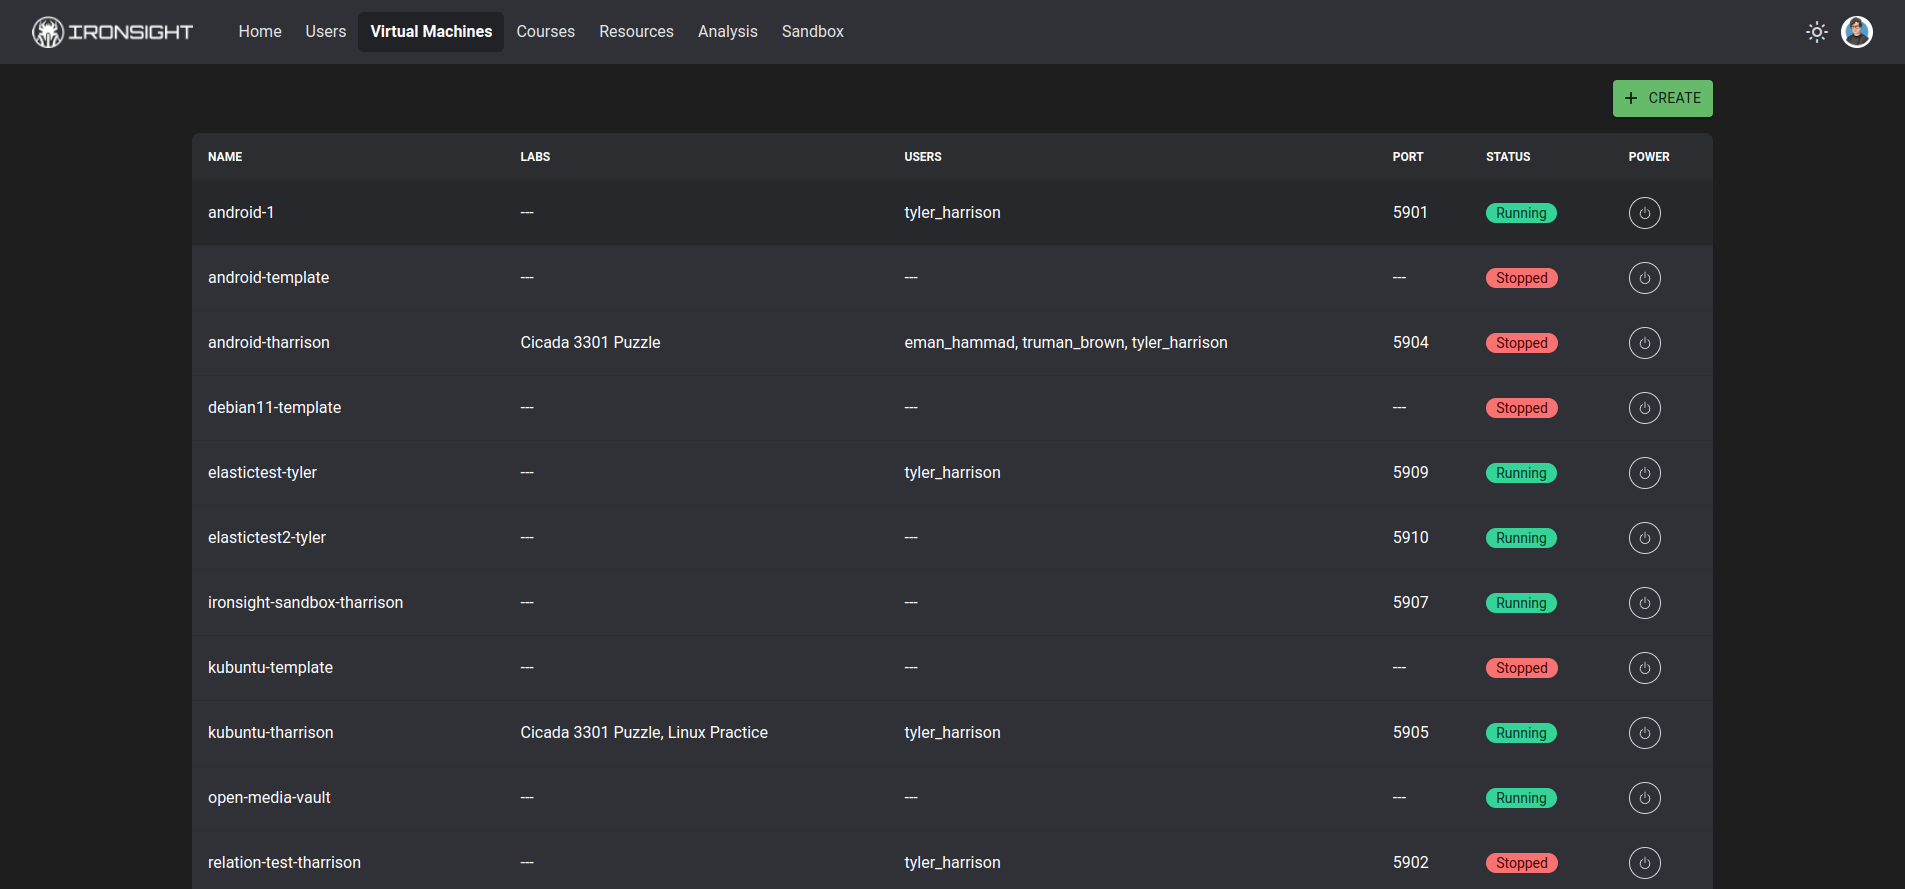 IRONSIGHT Home Users Virtual Machines Courses Resources Analysis Sandbox
+ CREATE
NAME LABS USERS PORT STATUS POWER
android-1 --- tyler_harrison 5901 Running
android-template --- --- --- Stopped
android-tharrison Cicada 3301 Puzzle eman_hammad, truman_brown, tyler_harrison 5904 Stopped
debian11-template --- --- --- Stopped
elastictest-tyler --- tyler_harrison 5909 Running
elastictest2-tyler --- --- 5910 Running
ironsight-sandbox-tharrison --- --- 5907 Running
kubuntu-template --- --- --- Stopped
kubuntu-tharrison Cicada 3301 Puzzle, Linux Practice tyler_harrison 5905 Running
open-media-vault --- --- --- Running
relation-test-tharrison --- tyler_harrison 5902 Stopped